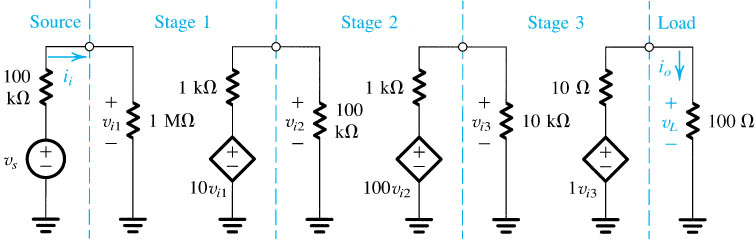 Source Stage 1 Stage 2 Stage 3 Load
100 kΩ
i_i
v_s
+ v_i1 −
1 MΩ
1 kΩ
10v_i1
+ v_i2 −
100 kΩ
1 kΩ
100v_i2
+ v_i3 −
10 kΩ
10 Ω
1v_i3
i_o
+ v_L −
100 Ω